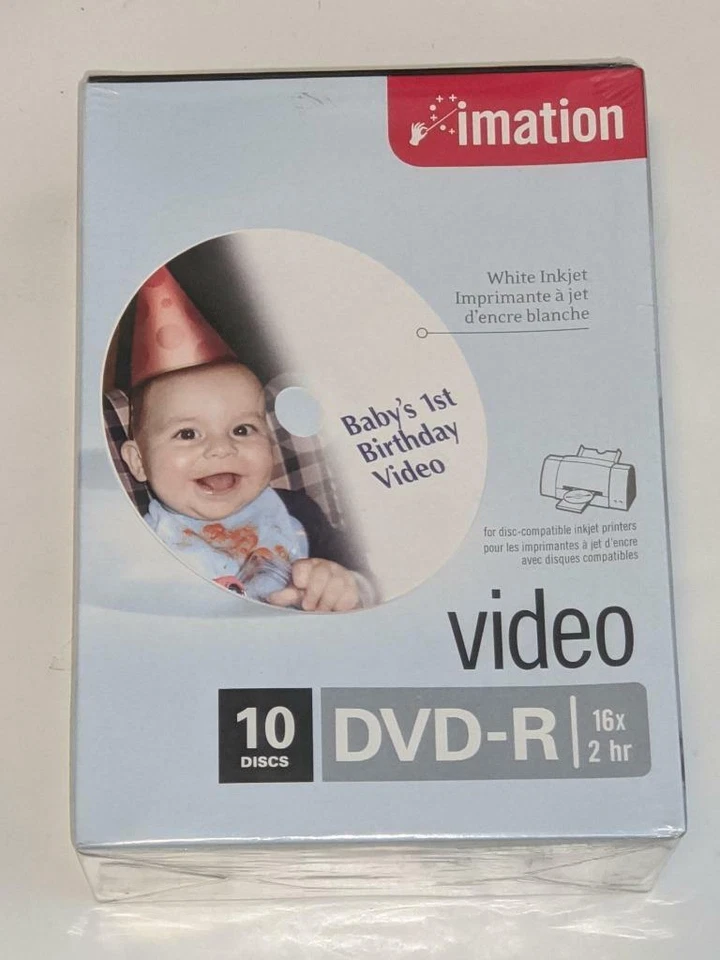 imation
White Inkjet
Imprimante à jet
d'encre blanche
Baby's 1st
Birthday
Video
for disc-compatible inkjet printers
pour les imprimantes à jet d'encre
avec disques compatibles
video
10
DISCS
DVD-R
16x
2 hr